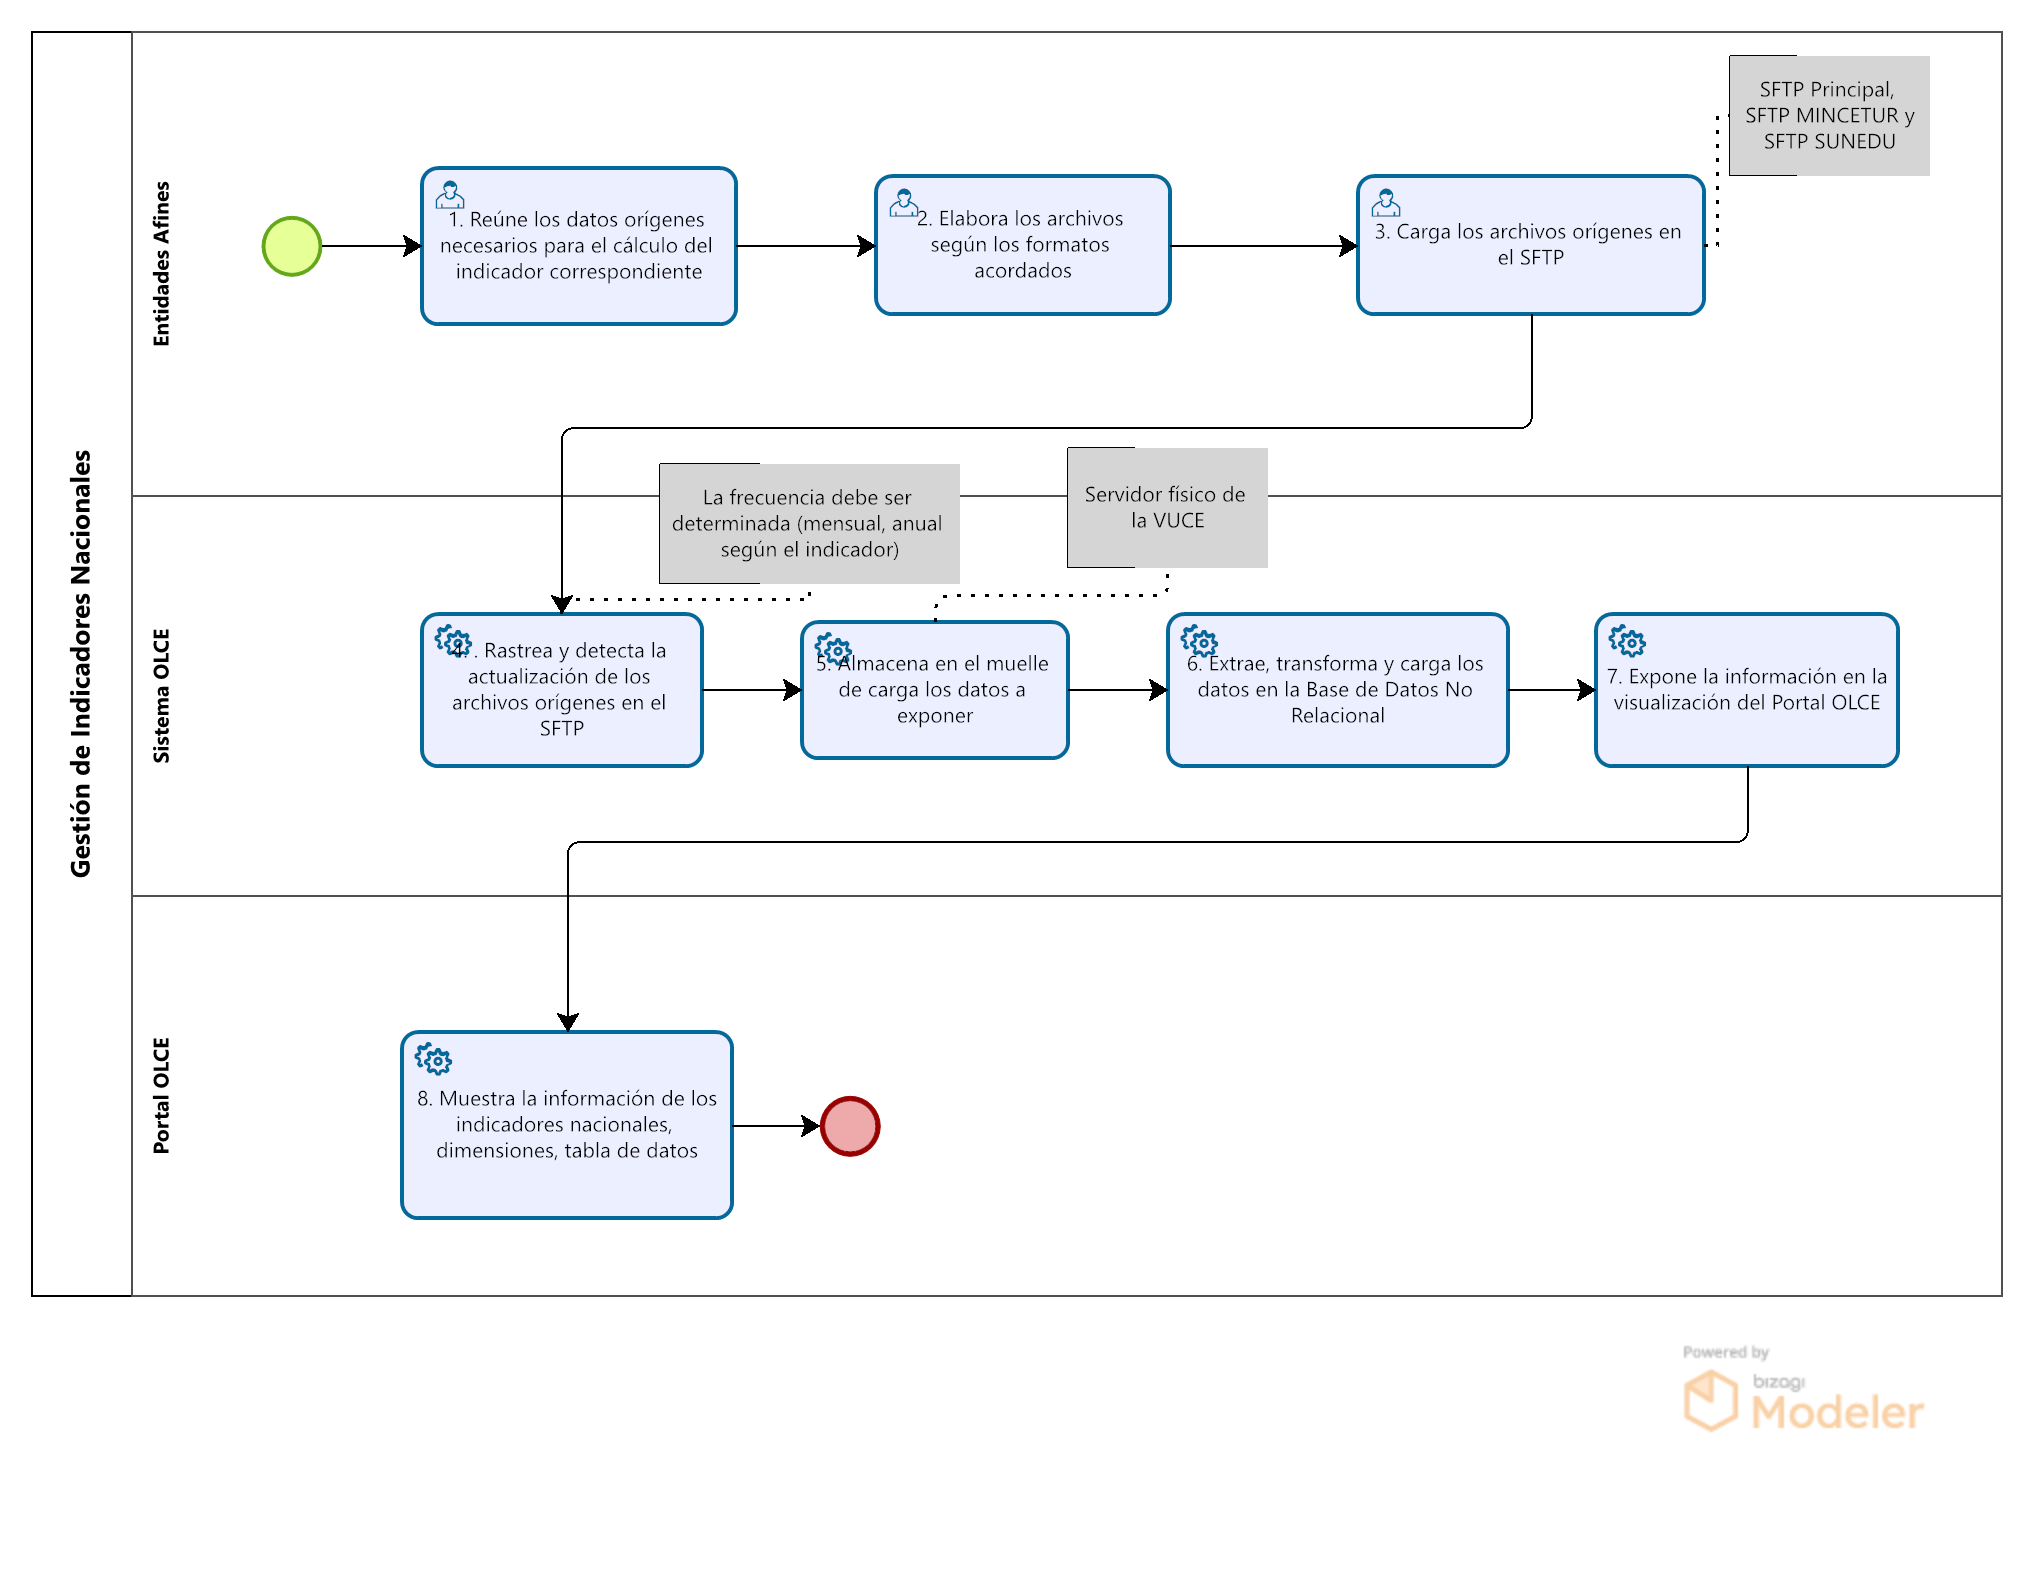 Gestión de Indicadores Nacionales
Entidades Afines
SFTP Principal,
SFTP MINCETUR y
SFTP SUNEDU
1. Reúne los datos orígenes
necesarios para el cálculo del
indicador correspondiente
2. Elabora los archivos
según los formatos
acordados
3. Carga los archivos orígenes en
el SFTP
Sistema OLCE
La frecuencia debe ser
determinada (mensual, anual
según el indicador)
Servidor físico de
la VUCE
4. . Rastrea y detecta la
actualización de los
archivos orígenes en el
SFTP
5. Almacena en el muelle
de carga los datos a
exponer
6. Extrae, transforma y carga los
datos en la Base de Datos No
Relacional
7. Expone la información en la
visualización del Portal OLCE
Portal OLCE
8. Muestra la información de los
indicadores nacionales,
dimensiones, tabla de datos
Powered by
bizagi
Modeler